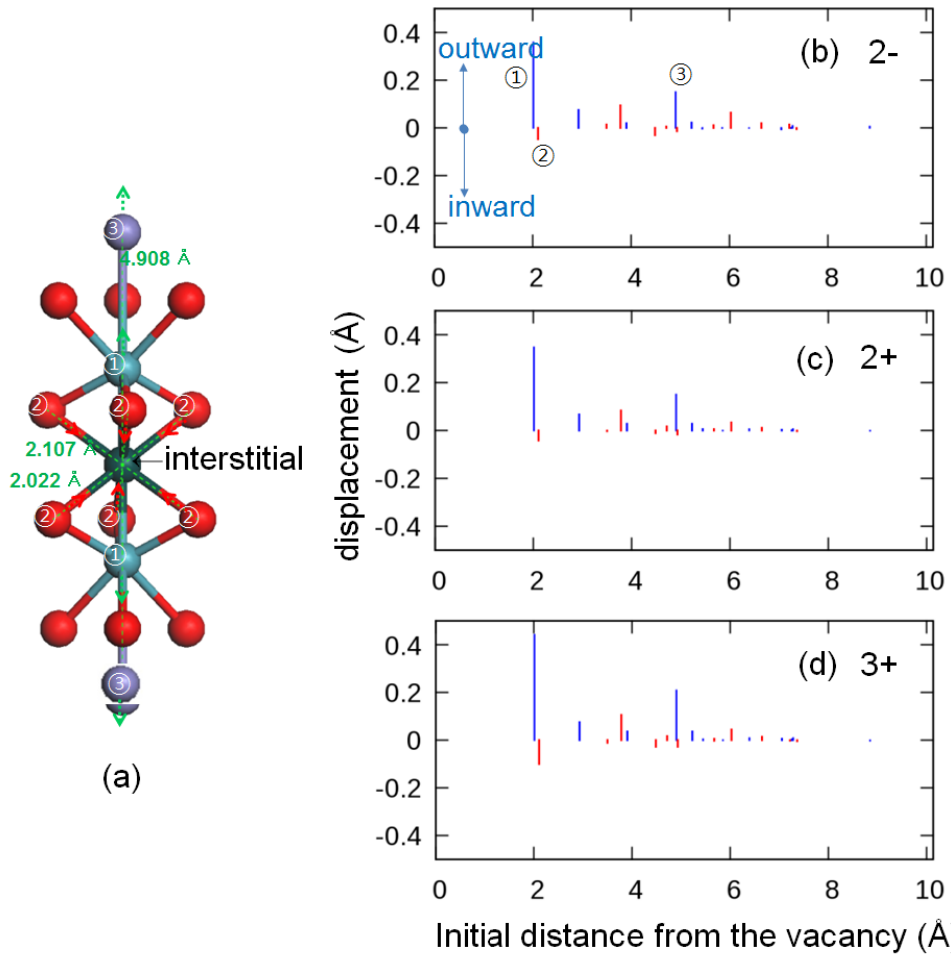 ③
4.908 Å
①
②
②
②
2.107 Å
interstitial
2.022 Å
②
②
②
①
③
(a)
0.4
outward
(b) 2-
①
③
0.2
0
②
-0.2
inward
-0.4
0 2 4 6 8 10
0.4
(c) 2+
0.2
0
-0.2
-0.4
0 2 4 6 8 10
0.4
(d) 3+
0.2
0
-0.2
-0.4
0 2 4 6 8 10
displacement (Å)
Initial distance from the vacancy (Å